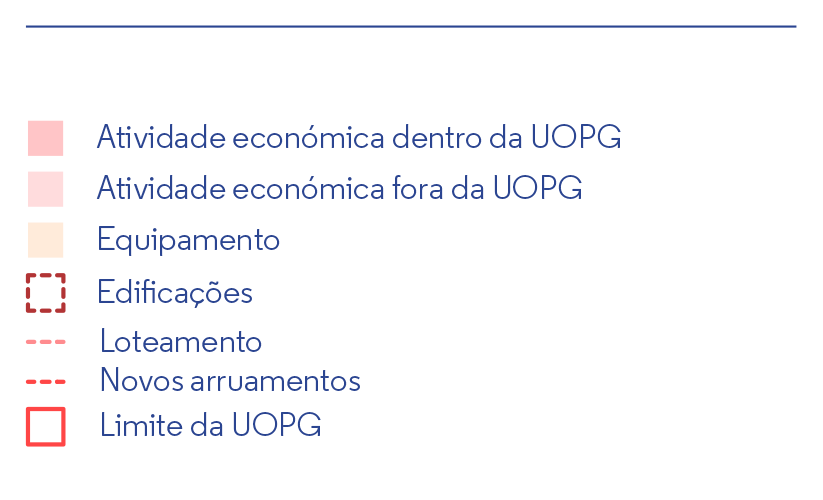 Atividade económica dentro da UOPG
Atividade económica fora da UOPG
Equipamento
Edificações
Loteamento
Novos arruamentos
Limite da UOPG